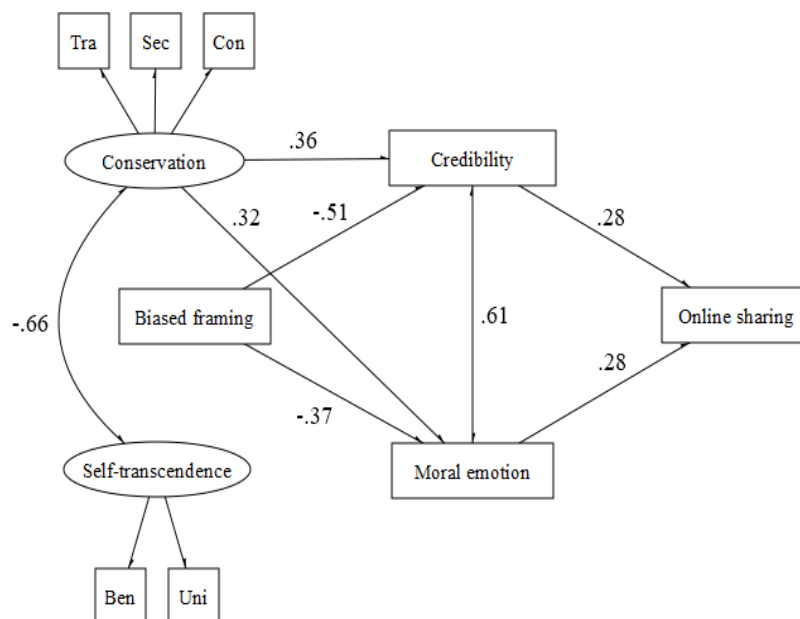 Tra
Sec
Con
Conservation
.36
Credibility
.32
-.51
.28
-.66
Biased framing
.61
Online sharing
-.37
.28
Self-transcendence
Moral emotion
Ben
Uni